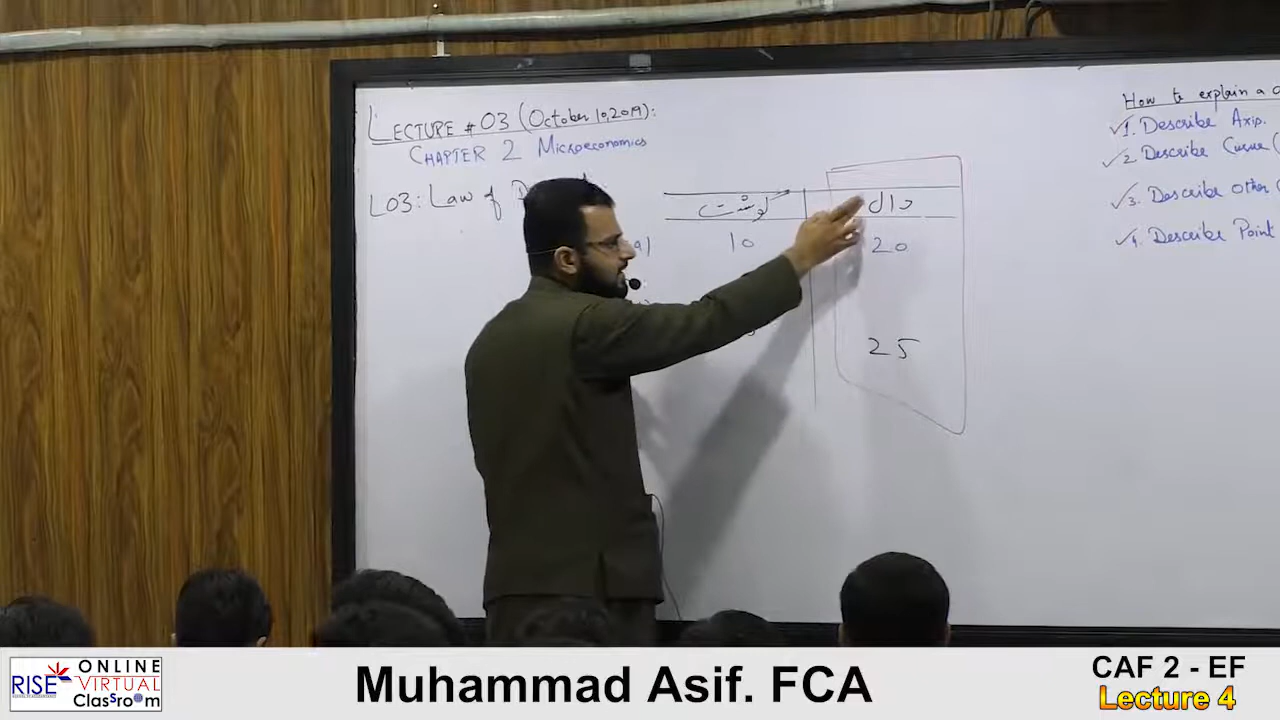 LECTURE #03 (October 10, 2019):
CHAPTER 2 Microeconomics
L03: Law of
گوشت دال
10 20
25
How to explain a
✓1. Describe Axis.
✓2 Describe Curve (
✓3. Describe Other
✓4. Describe Point
RISE ONLINE VIRTUAL Classroom
Muhammad Asif. FCA
CAF 2 - EF
Lecture 4